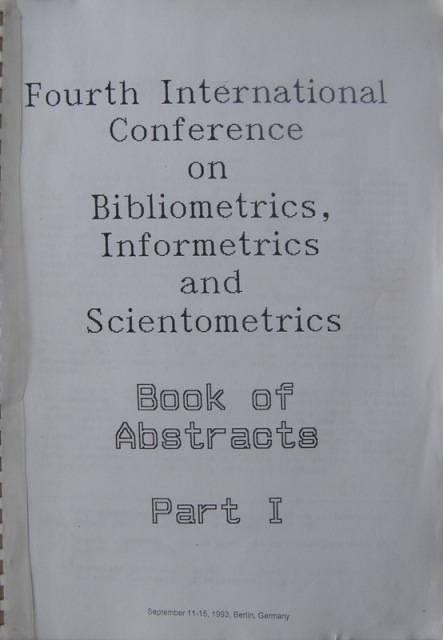 Fourth International
Conference
on
Bibliometrics,
Informetrics
and
Scientometrics
Book of
Abstracts
Part I
September 11-15, 1993, Berlin, Germany